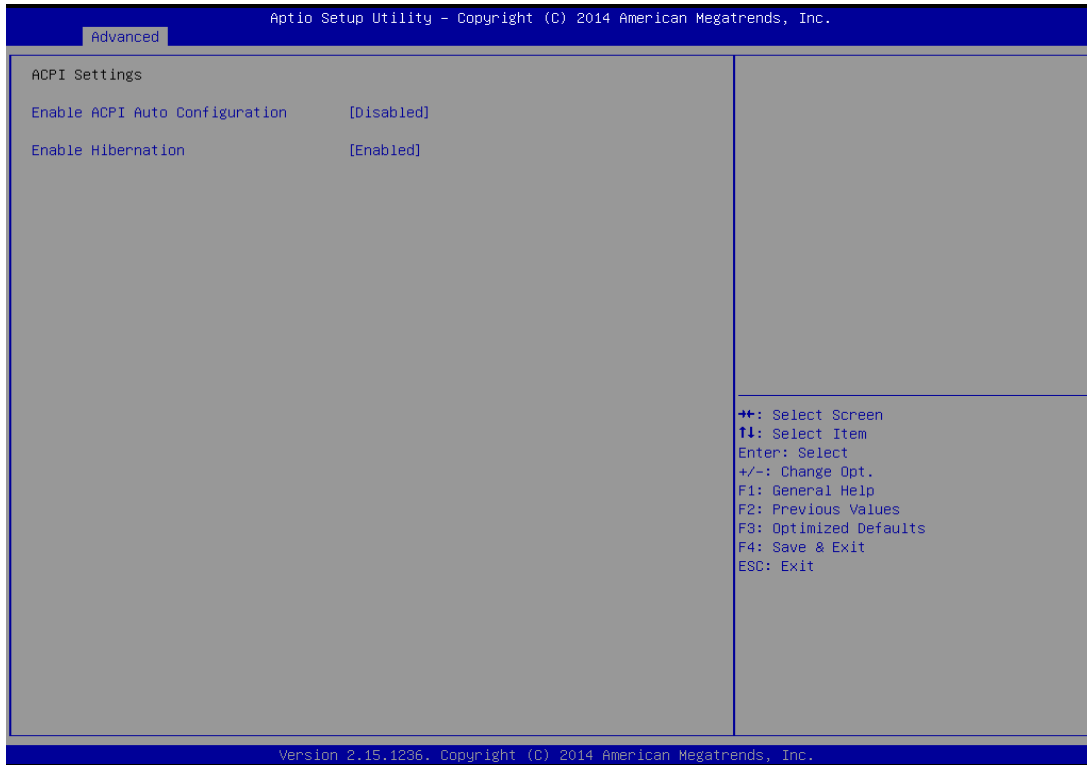 Aptio Setup Utility – Copyright (C) 2014 American Megatrends, Inc.
Advanced
ACPI Settings
Enable ACPI Auto Configuration [Disabled]
Enable Hibernation [Enabled]
→←: Select Screen
↑↓: Select Item
Enter: Select
+/-: Change Opt.
F1: General Help
F2: Previous Values
F3: Optimized Defaults
F4: Save & Exit
ESC: Exit
Version 2.15.1236. Copyright (C) 2014 American Megatrends, Inc.